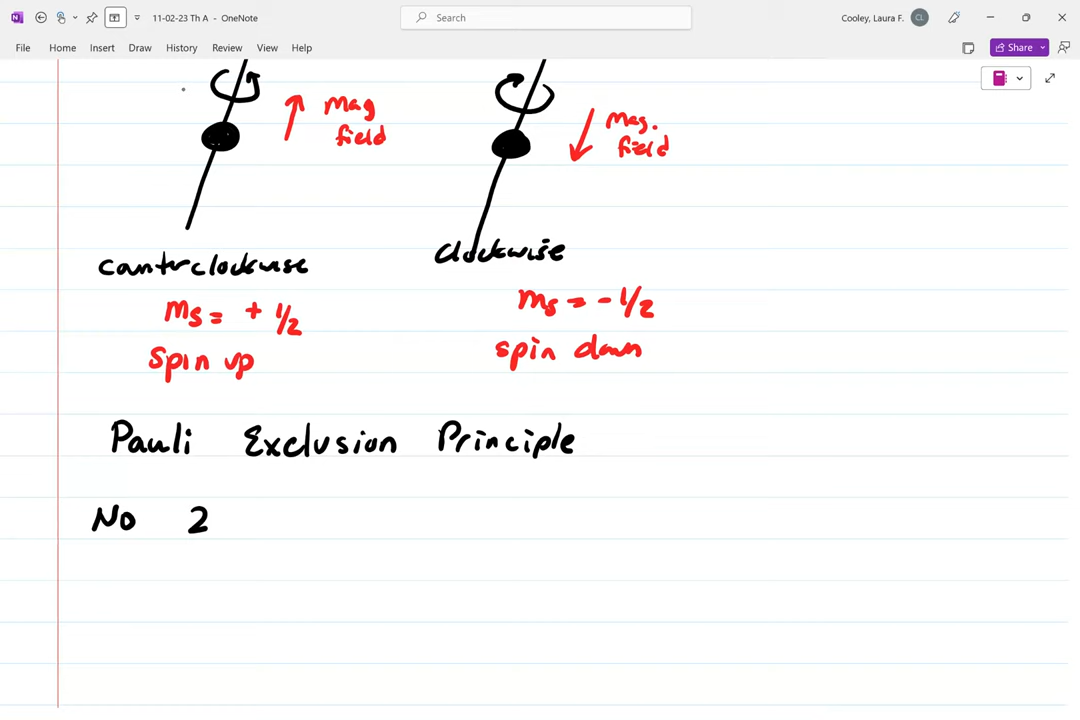 11-02-23 Th A - OneNote
Search
Cooley, Laura F.
CL
File Home Insert Draw History Review View Help
Share
Mag field
Mag. field
counterclockwise
clockwise
ms = + 1/2
ms = - 1/2
spin up
spin down
Pauli Exclusion Principle
No 2